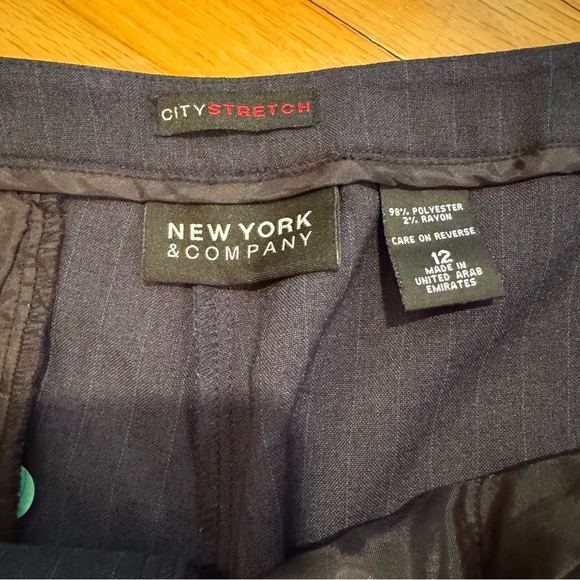 CITYSTRETCH
NEW YORK
& COMPANY
98% POLYESTER
2% RAYON
CARE ON REVERSE
12
MADE IN
UNITED ARAB
EMIRATES